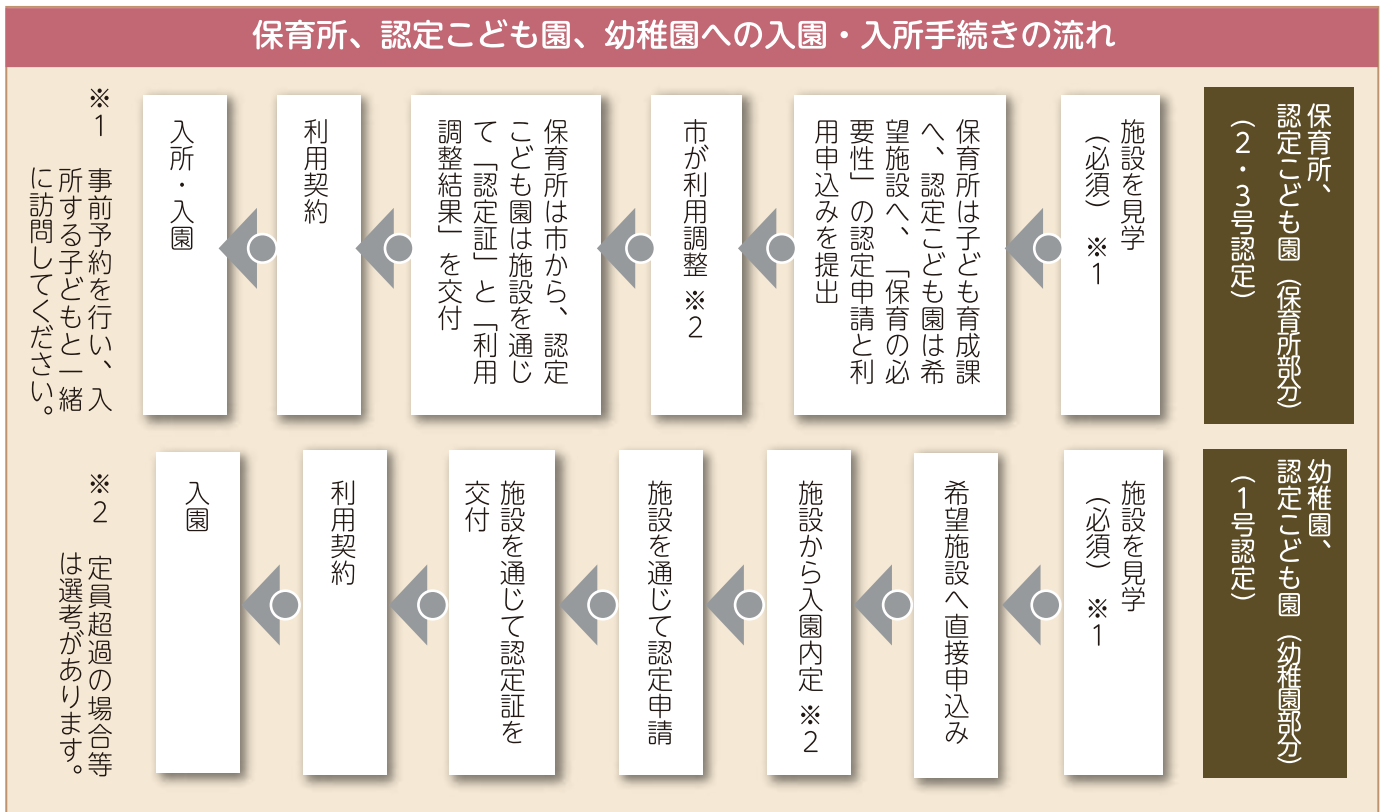 保育所、認定こども園、幼稚園への入園・入所手続きの流れ
保育所、
認定こども園（保育所部分）
（２・３号認定）
施設を見学
（必須）　※1
保育所は子ども育成課
へ、認定こども園は希
望施設へ、「保育の必
要性」の認定申請と利
用申込みを提出
市が利用調整 ※2
保育所は市から、認定
こども園は施設を通じ
て「認定証」と「利用
調整結果」を交付
利用契約
入所・入園
※1　事前予約を行い、入
所する子どもと一緒
に訪問してください。
幼稚園、
認定こども園（幼稚園部分）
（１号認定）
施設を見学
（必須）　※1
希望施設へ直接申込み
施設から入園内定 ※2
施設を通じて認定申請
施設を通じて認定証を
交付
利用契約
入園
※2　定員超過の場合等
は選考があります。